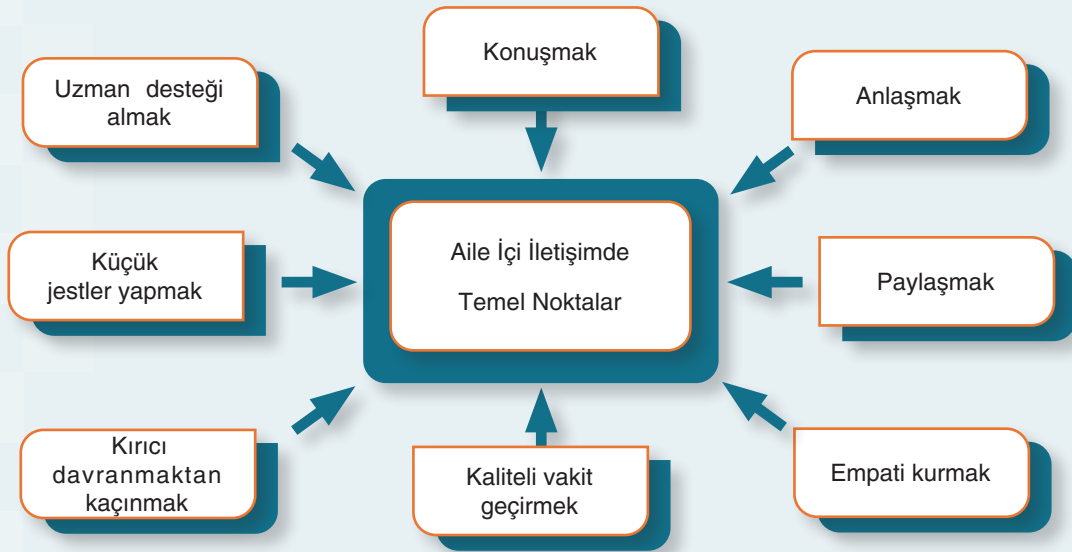 Konuşmak
Uzman desteği
almak
Anlaşmak
Küçük
jestler yapmak
Aile İçi İletişimde
Temel Noktalar
Paylaşmak
Kırıcı
davranmaktan
kaçınmak
Kaliteli vakit
geçirmek
Empati kurmak